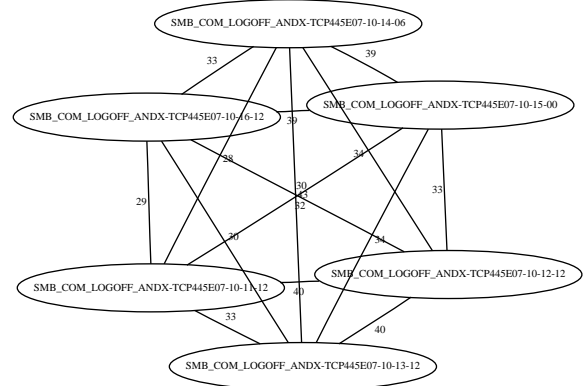 SMB_COM_LOGOFF_ANDX-TCP445E07-10-14-06
33
39
SMB_COM_LOGOFF_ANDX-TCP445E07-10-15-00
SMB_COM_LOGOFF_ANDX-TCP445E07-10-16-12
39
34
28
30
43
33
29
32
30
34
SMB_COM_LOGOFF_ANDX-TCP445E07-10-12-12
SMB_COM_LOGOFF_ANDX-TCP445E07-10-11-12
40
33
40
SMB_COM_LOGOFF_ANDX-TCP445E07-10-13-12